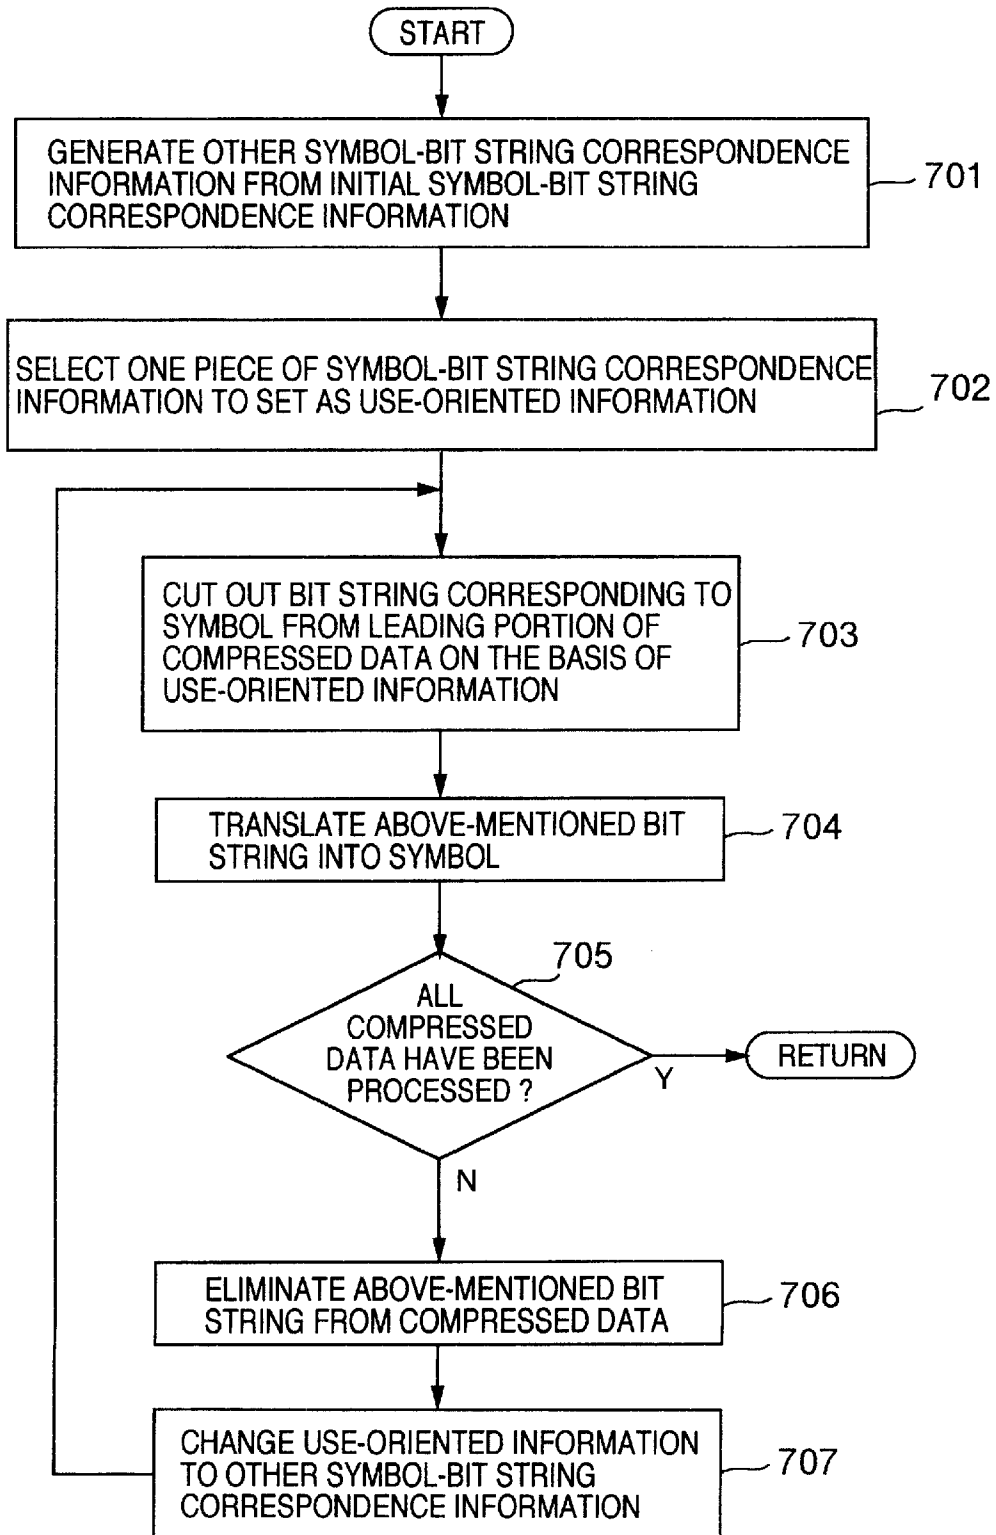 START
GENERATE OTHER SYMBOL-BIT STRING CORRESPONDENCE
INFORMATION FROM INITIAL SYMBOL-BIT STRING
CORRESPONDENCE INFORMATION
701
SELECT ONE PIECE OF SYMBOL-BIT STRING CORRESPONDENCE
INFORMATION TO SET AS USE-ORIENTED INFORMATION
702
CUT OUT BIT STRING CORRESPONDING TO
SYMBOL FROM LEADING PORTION OF
COMPRESSED DATA ON THE BASIS OF
USE-ORIENTED INFORMATION
703
TRANSLATE ABOVE-MENTIONED BIT
STRING INTO SYMBOL
704
705
ALL
COMPRESSED
DATA HAVE BEEN
PROCESSED ?
Y
RETURN
N
ELIMINATE ABOVE-MENTIONED BIT
STRING FROM COMPRESSED DATA
706
CHANGE USE-ORIENTED INFORMATION
TO OTHER SYMBOL-BIT STRING
CORRESPONDENCE INFORMATION
707